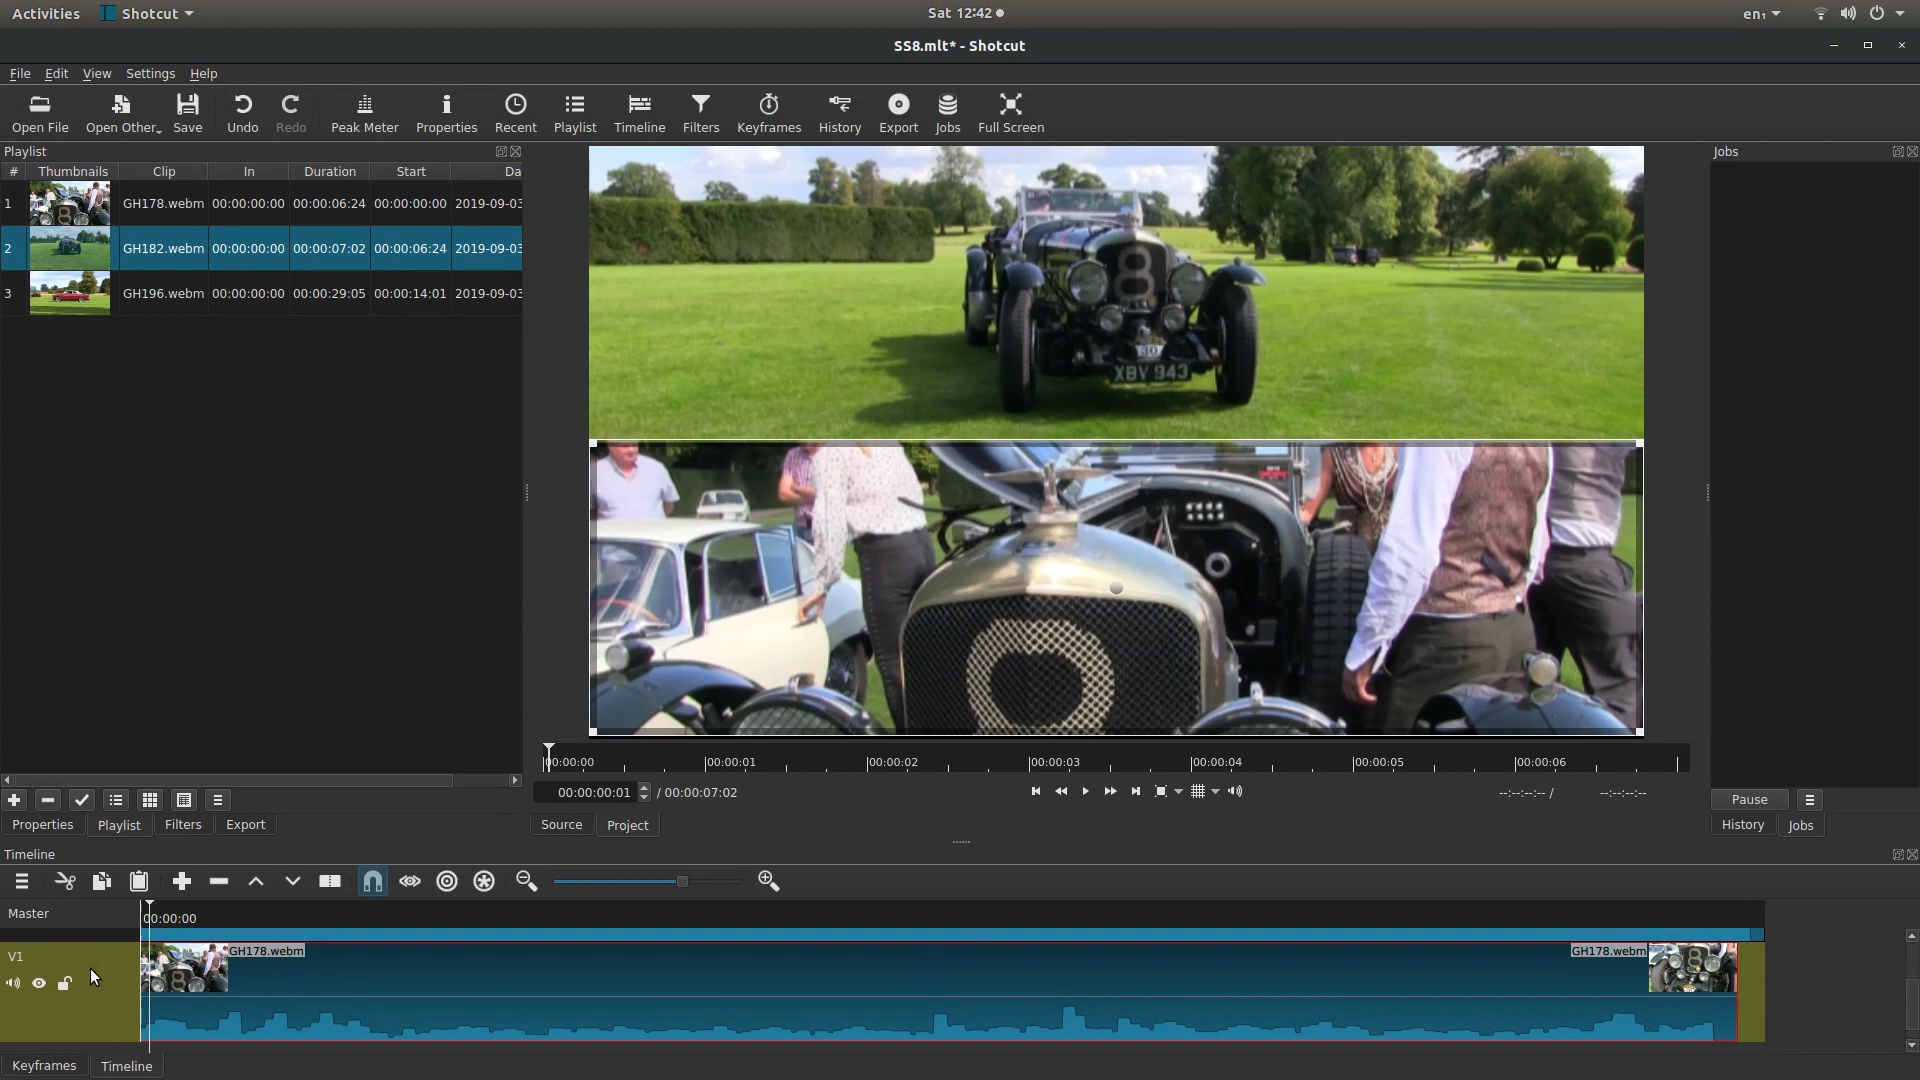 Activities Shotcut Sat 12:42 en₁
SS8.mlt* - Shotcut
File Edit View Settings Help
Open File Open Other Save Undo Redo Peak Meter Properties Recent Playlist Timeline Filters Keyframes History Export Jobs Full Screen
Playlist
# Thumbnails Clip In Duration Start Da
1 GH178.webm 00:00:00:00 00:00:06:24 00:00:00:00 2019-09-03
2 GH182.webm 00:00:00:00 00:00:07:02 00:00:06:24 2019-09-03
3 GH196.webm 00:00:00:00 00:00:29:05 00:00:14:01 2019-09-03
8
30
XBV 943
Jobs
00:00:00 00:00:01 00:00:02 00:00:03 00:00:04 00:00:05 00:00:06
00:00:00:01 / 00:00:07:02 --:--:--:-- / --:--:--:--
Pause
Properties Playlist Filters Export
Source Project
History Jobs
Timeline
Master
00:00:00
V1
GH178.webm GH178.webm
Keyframes Timeline